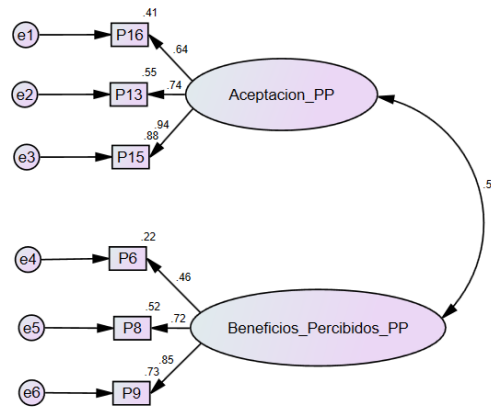 .41
e1 P16
.64
.55
e2 P13 .74 Aceptacion_PP
.94
.88
e3 P15
.5
.22
e4 P6
.46
.52
e5 P8 .72 Beneficios_Percibidos_PP
.85
.73
e6 P9